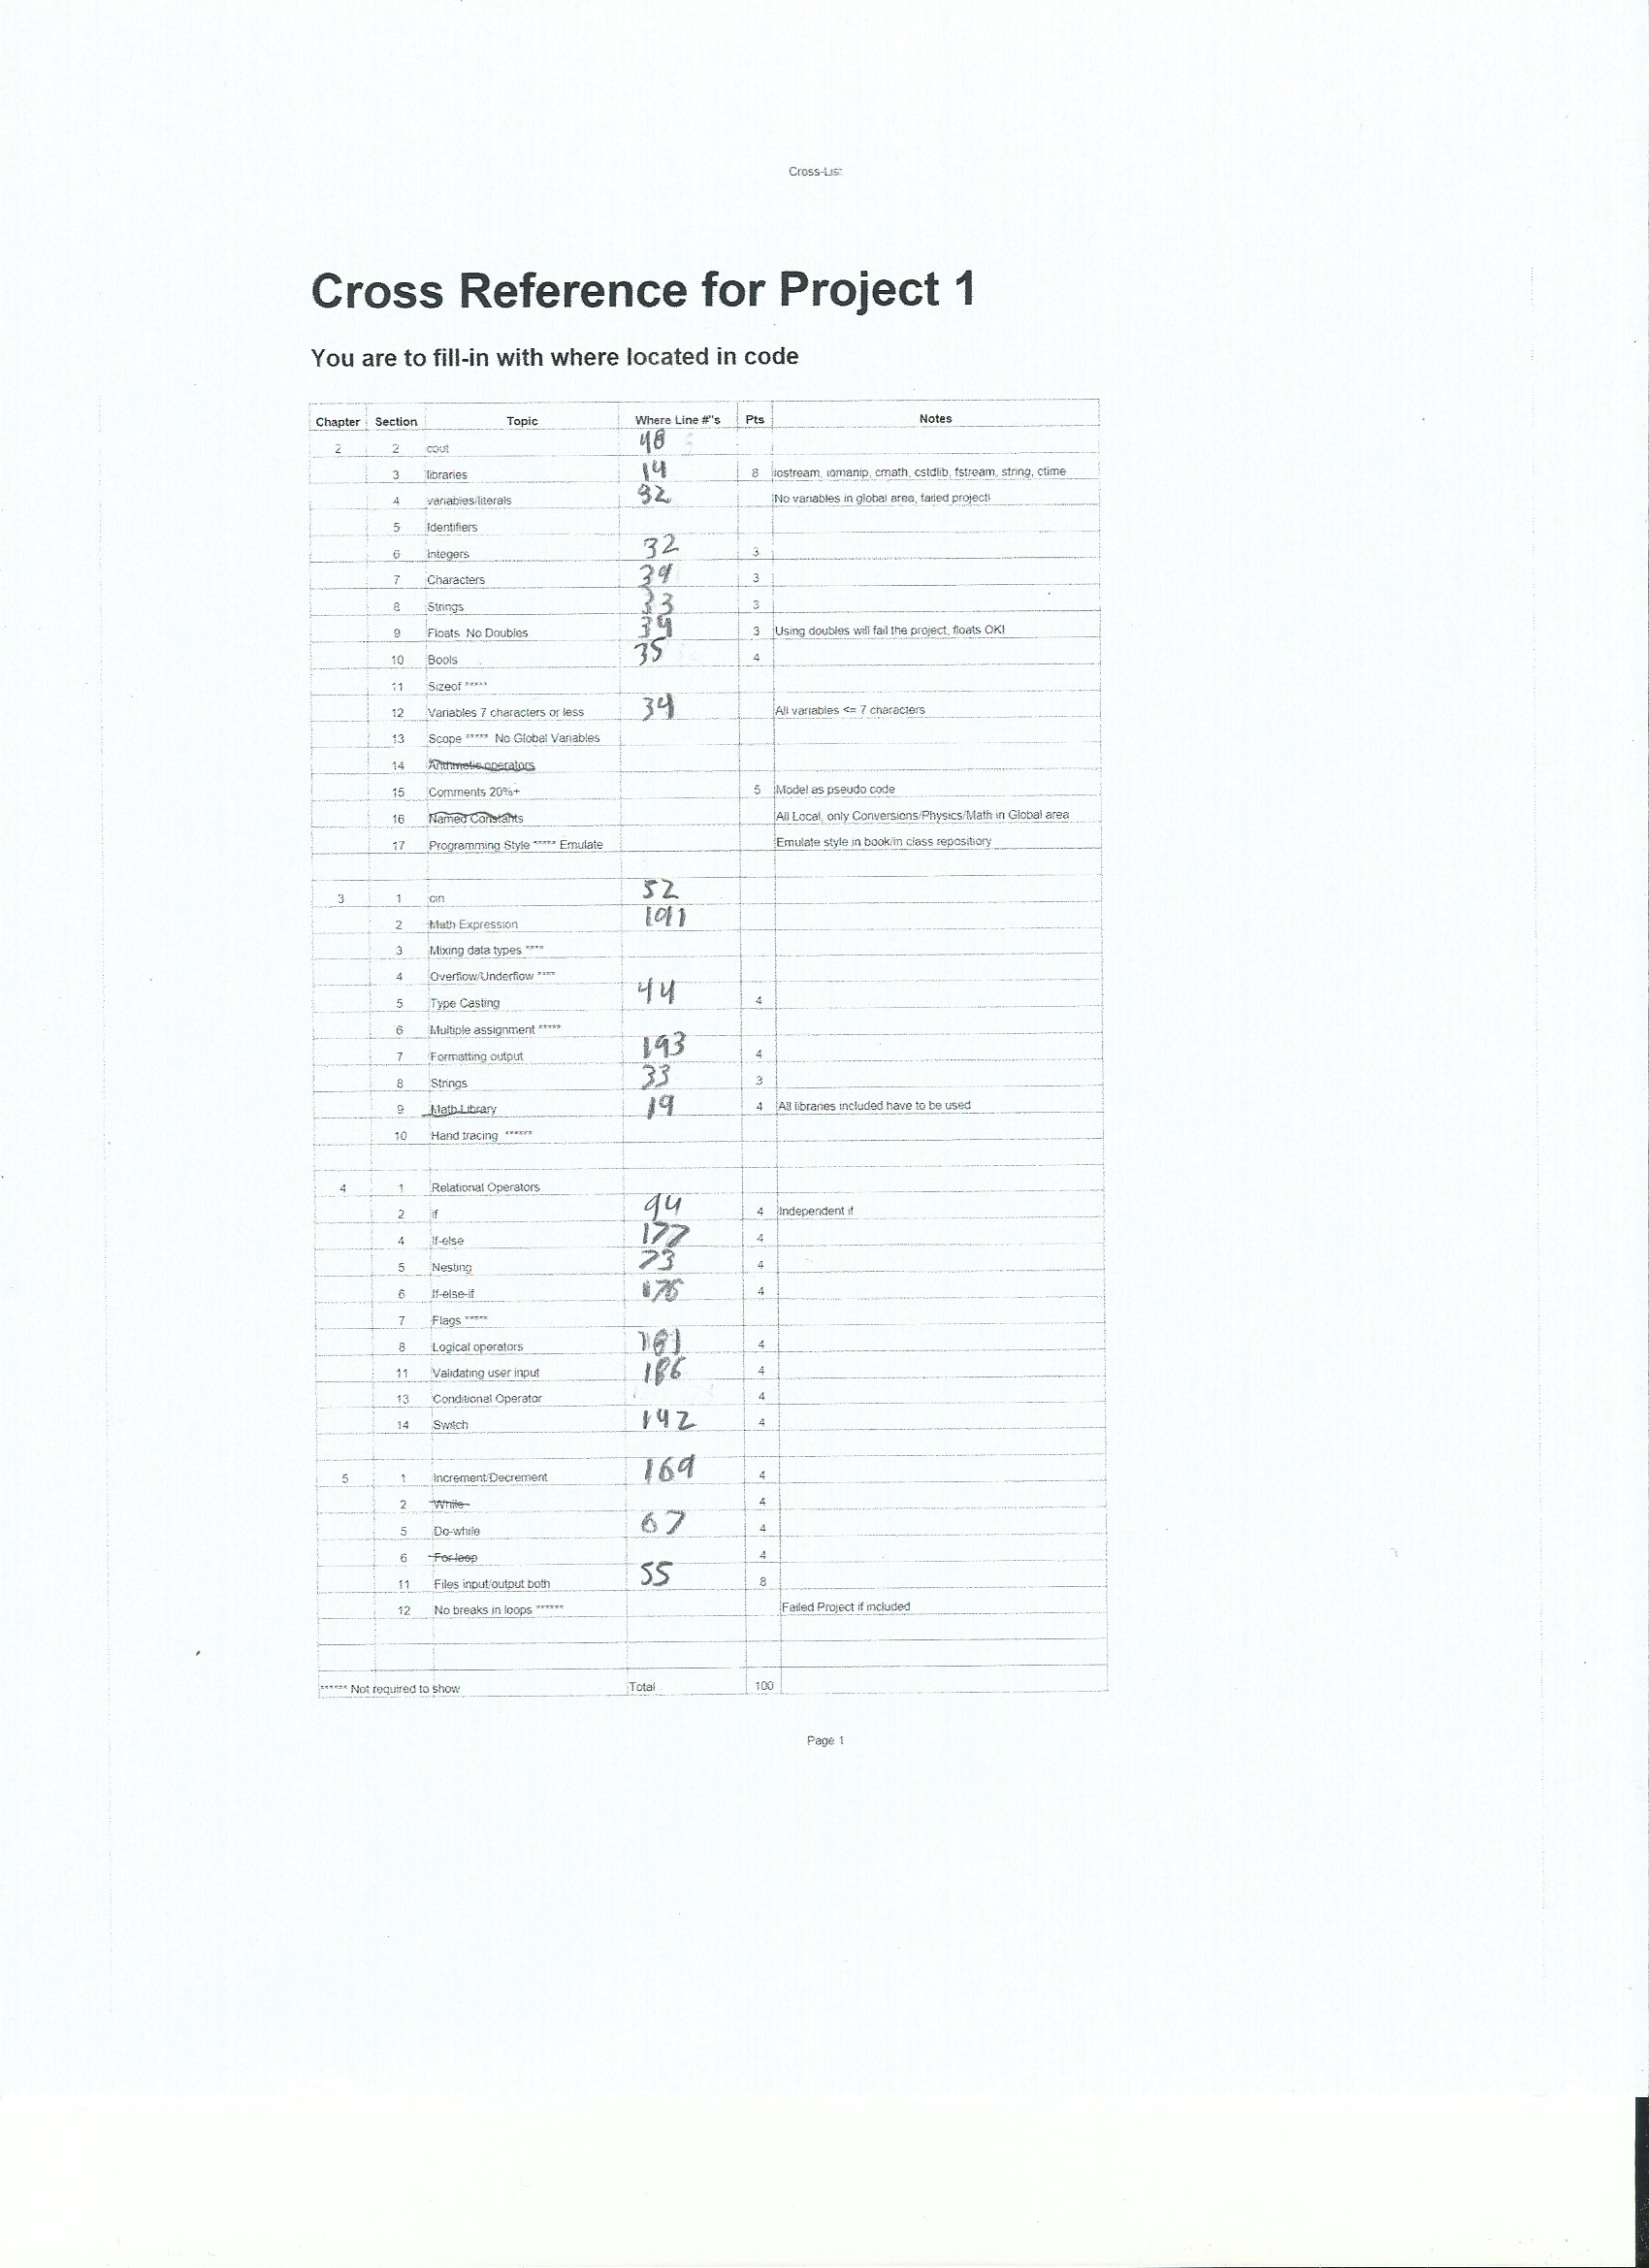 Cross-List
Cross Reference for Project 1
You are to fill-in with where located in code
Chapter Section Topic Where Line #"s Pts Notes
2 2 cout 48
3 libraries 14 8 iostream, iomanip, cmath, cstdlib, fstream, string, ctime
4 variables/literals 32 No variables in global area, failed project!
5 Identifiers
6 Integers 32 3
7 Characters 34 3
8 Strings 33 3
9 Floats No Doubles 34 3 Using doubles will fail the project, floats OK!
10 Bools 35 4
11 Sizeof *****
12 Variables 7 characters or less 34 All variables <= 7 characters
13 Scope ***** No Global Variables
14 Arithmetic operators
15 Comments 20%+ 5 Model as pseudo code
16 Named Constants All Local, only Conversions/Physics/Math in Global area
17 Programming Style ***** Emulate Emulate style in book/in class repositiory
3 1 cin 52
2 Math Expression 191
3 Mixing data types ****
4 Overflow/Underflow ****
5 Type Casting 44 4
6 Multiple assignment *****
7 Formatting output 193 4
8 Strings 33 3
9 Math Library 19 4 All libraries included have to be used
10 Hand tracing ******
4 1 Relational Operators
2 if 94 4 Independent if
4 If-else 177 4
5 Nesting 73 4
6 If-else-if 4
7 Flags *****
8 Logical operators 181 4
11 Validating user input 186 4
13 Conditional Operator 4
14 Switch 142 4
5 1 Increment/Decrement 169 4
2 While 4
5 Do-while 67 4
6 For loop 4
11 Files input/output both 55 8
12 No breaks in loops ****** Failed Project if included
****** Not required to show Total 100
Page 1